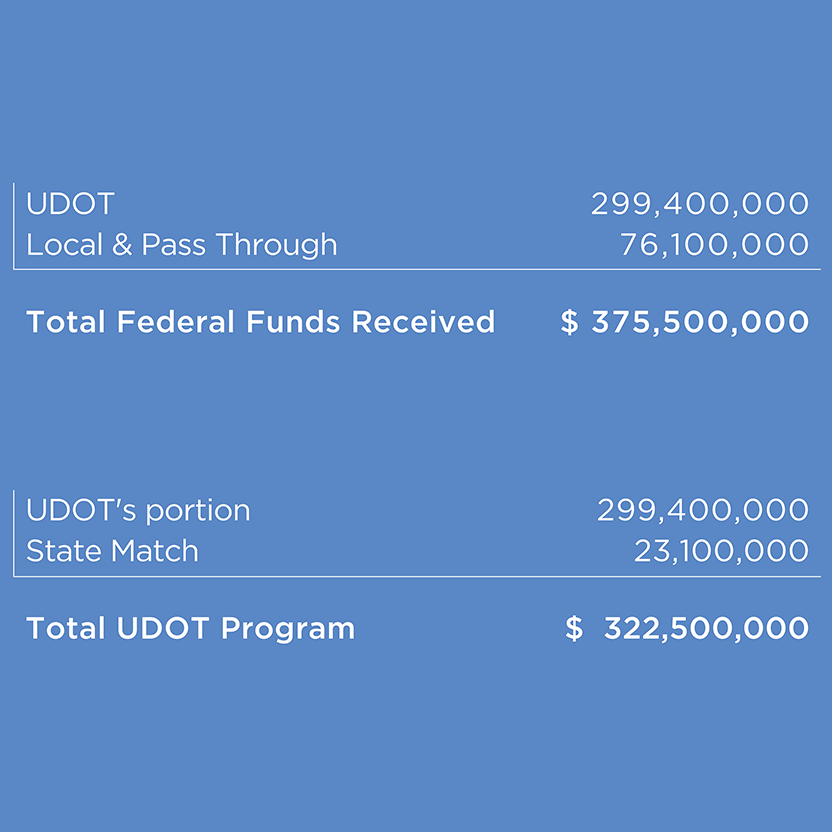 UDOT 299,400,000
Local & Pass Through 76,100,000
Total Federal Funds Received $ 375,500,000
UDOT's portion 299,400,000
State Match 23,100,000
Total UDOT Program $ 322,500,000